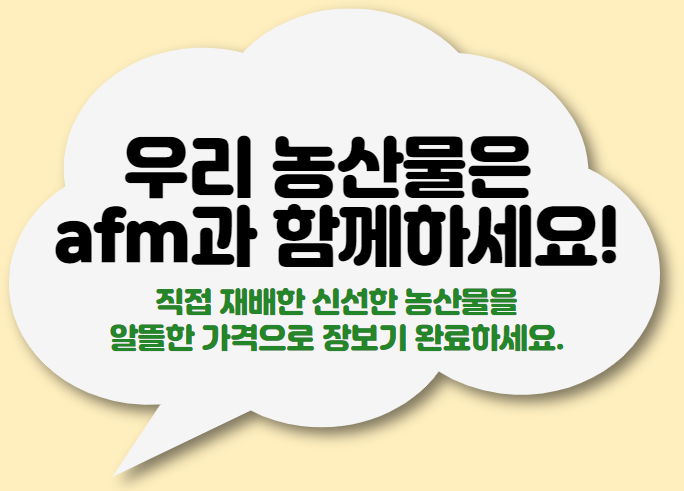 우리 농산물은
afm과 함께하세요!
직접 재배한 신선한 농산물을
알뜰한 가격으로 장보기 완료하세요.